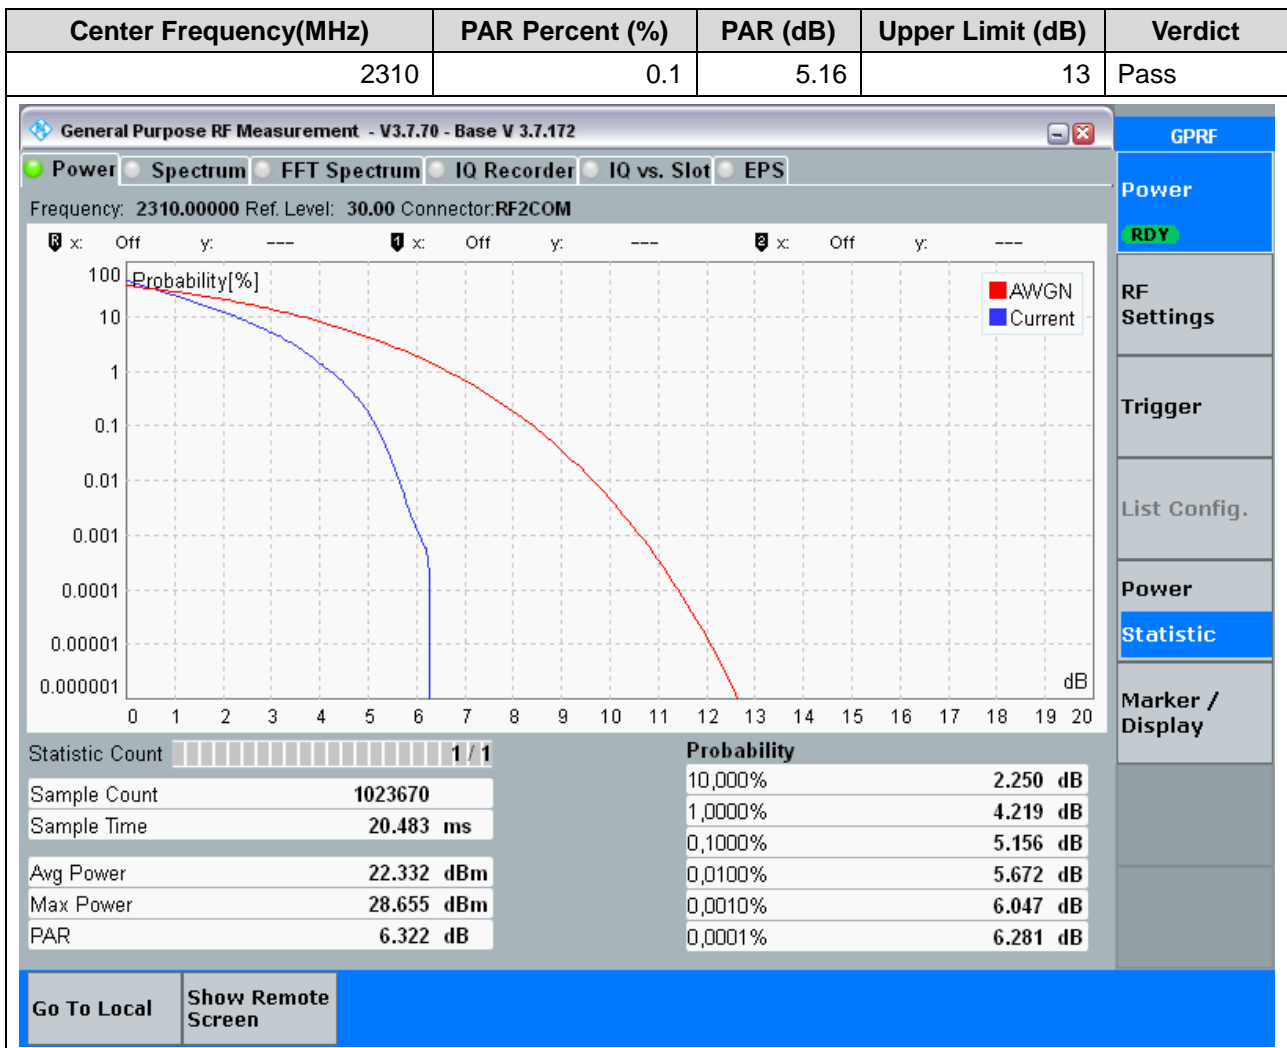 Center Frequency(MHz) PAR Percent (%) PAR (dB) Upper Limit (dB) Verdict
2310 0.1 5.16 13 Pass
General Purpose RF Measurement - V3.7.70 - Base V 3.7.172
GPRF
Power Spectrum FFT Spectrum IQ Recorder IQ vs. Slot EPS
Power
RDY
Frequency: 2310.00000 Ref. Level: 30.00 Connector:RF2COM
R x: Off y: --- 1 x: Off y: --- 2 x: Off y: ---
Probability[%]
AWGN
Current
100
10
1
0.1
0.01
0.001
0.0001
0.00001
0.000001
dB
0 1 2 3 4 5 6 7 8 9 10 11 12 13 14 15 16 17 18 19 20
RF
Settings
Trigger
List Config.
Power
Statistic
Marker /
Display
Statistic Count 1 / 1
Sample Count 1023670
Sample Time 20.483 ms
Avg Power 22.332 dBm
Max Power 28.655 dBm
PAR 6.322 dB
Probability
10,000% 2.250 dB
1,0000% 4.219 dB
0,1000% 5.156 dB
0,0100% 5.672 dB
0,0010% 6.047 dB
0,0001% 6.281 dB
Go To Local
Show Remote
Screen